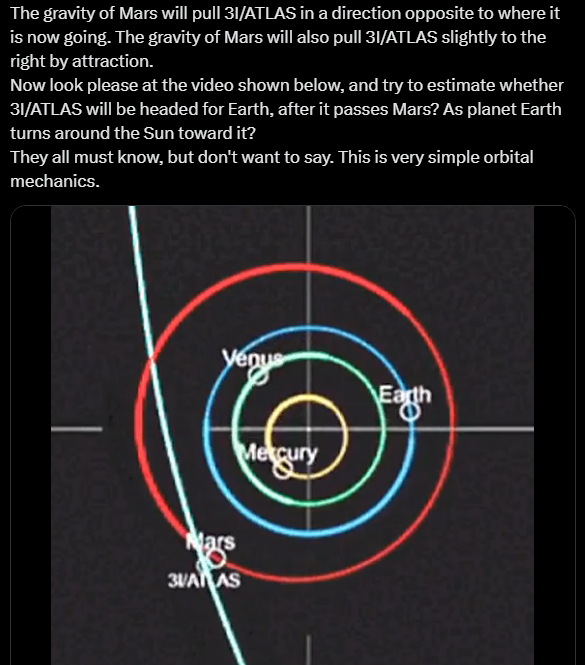 The gravity of Mars will pull 3I/ATLAS in a direction opposite to where it
is now going. The gravity of Mars will also pull 3I/ATLAS slightly to the
right by attraction.
Now look please at the video shown below, and try to estimate whether
3I/ATLAS will be headed for Earth, after it passes Mars? As planet Earth
turns around the Sun toward it?
They all must know, but don't want to say. This is very simple orbital
mechanics.
Venus
Earth
Mercury
Mars
3I/ATLAS